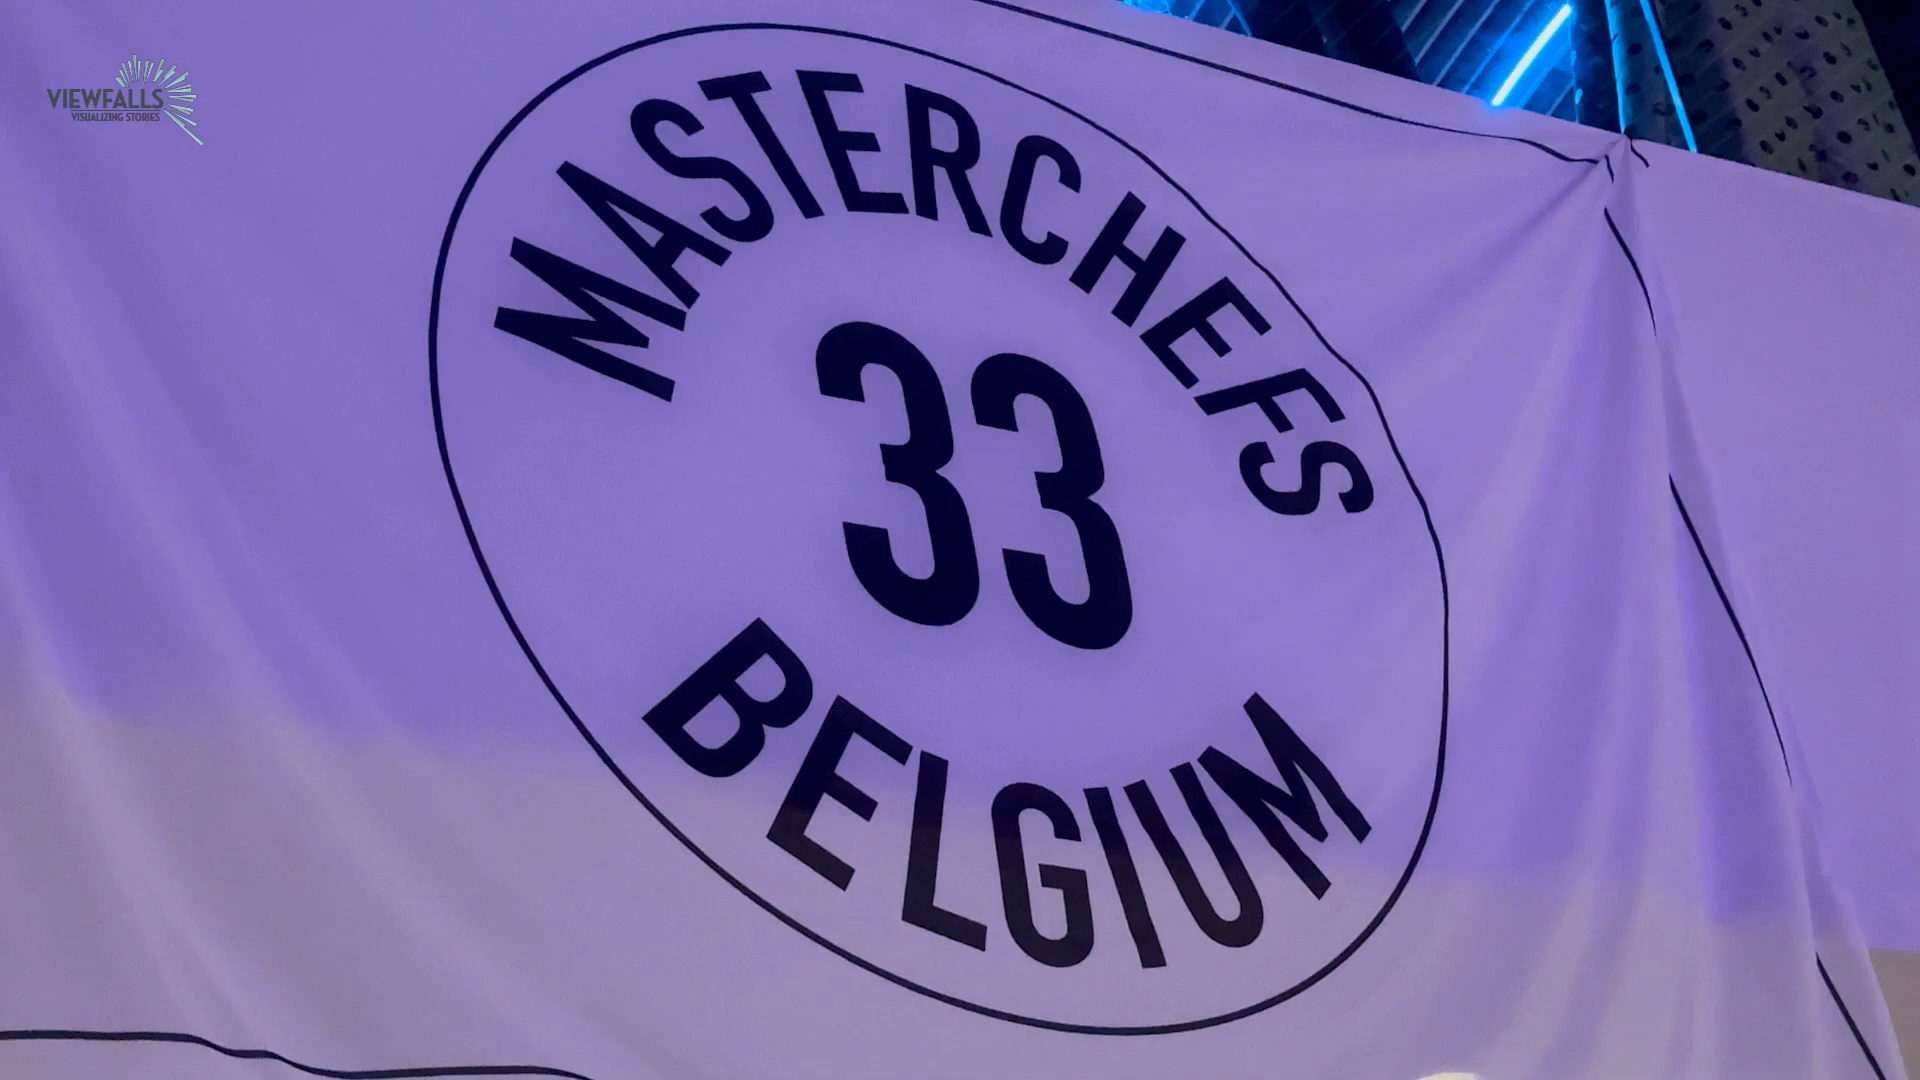 VIEWFALLS
VISUALIZING STORIES
MASTERCHEFS
33
BELGIUM